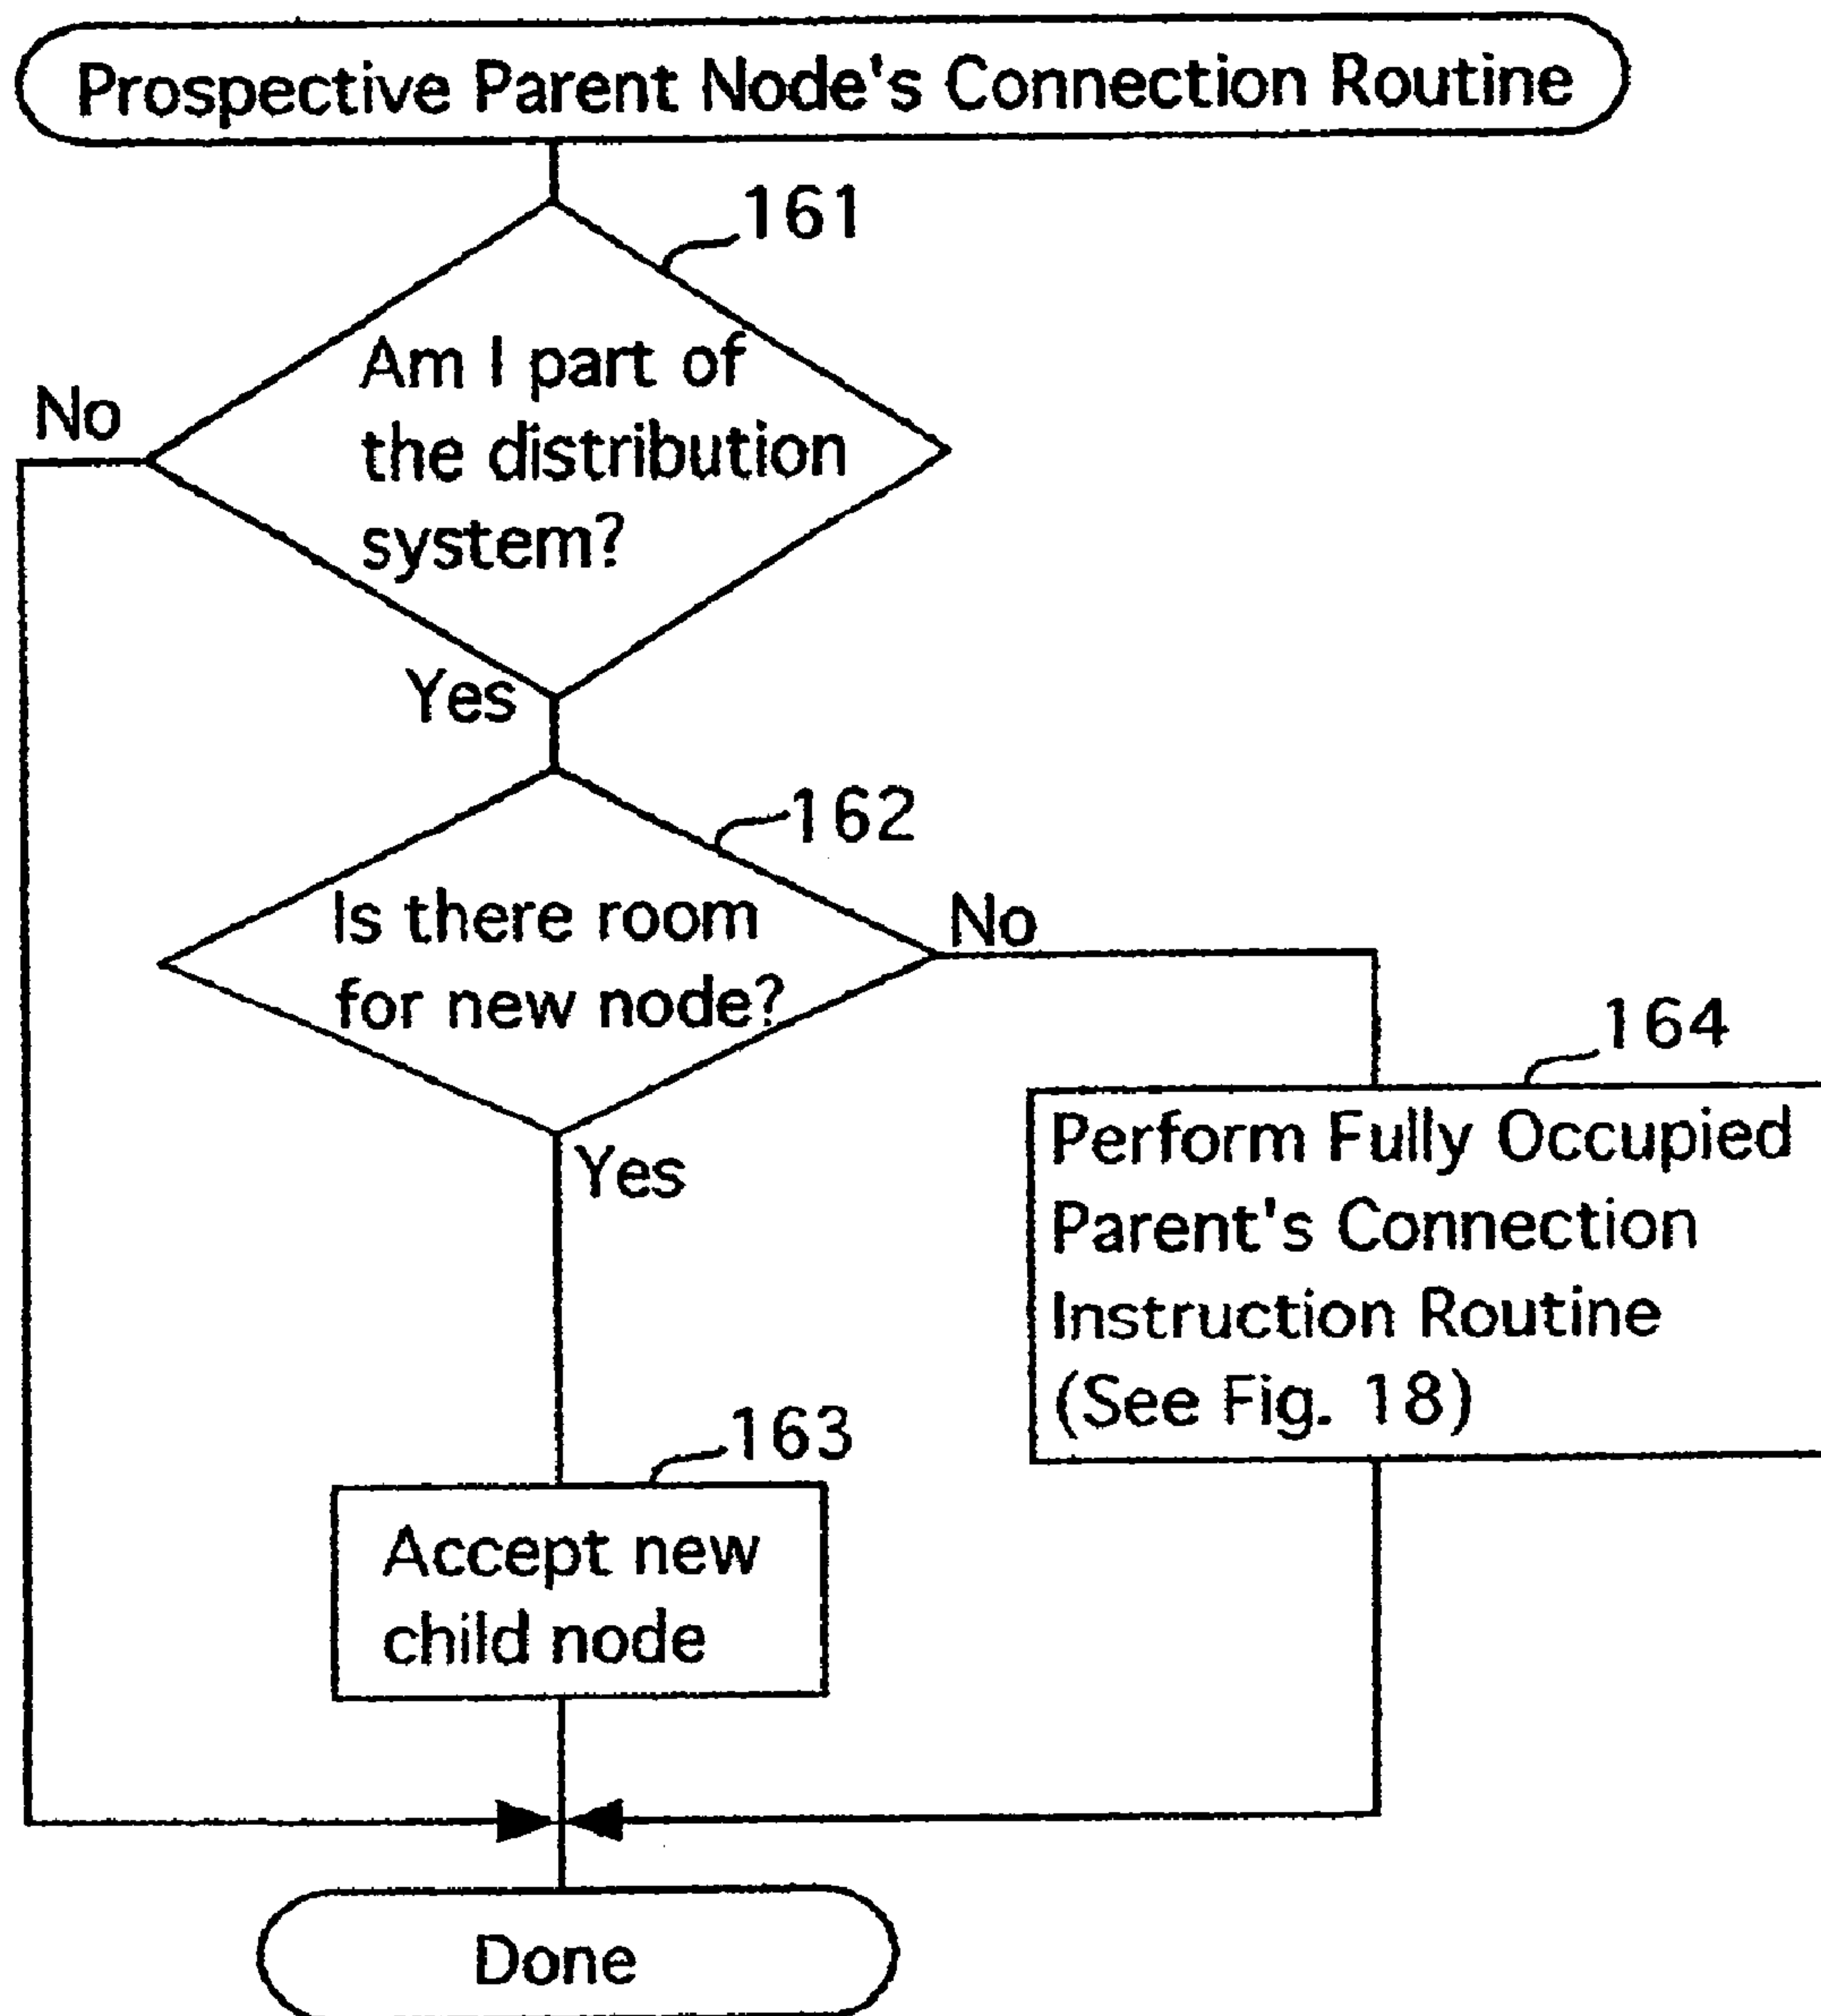 Prospective Parent Node's Connection Routine
161
Am I part of
the distribution
system?
No
Yes
162
Is there room
for new node?
No
Yes
164
Perform Fully Occupied
Parent's Connection
Instruction Routine
(See Fig. 18)
163
Accept new
child node
Done